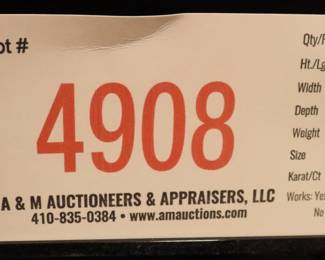 ot #
4908
A & M AUCTIONEERS & APPRAISERS, LLC
410-835-0384 • www.amauctions.com
Qty/P
Ht./Lg
Width
Depth
Weight
Size
Karat/Ct
Works: Yes
No